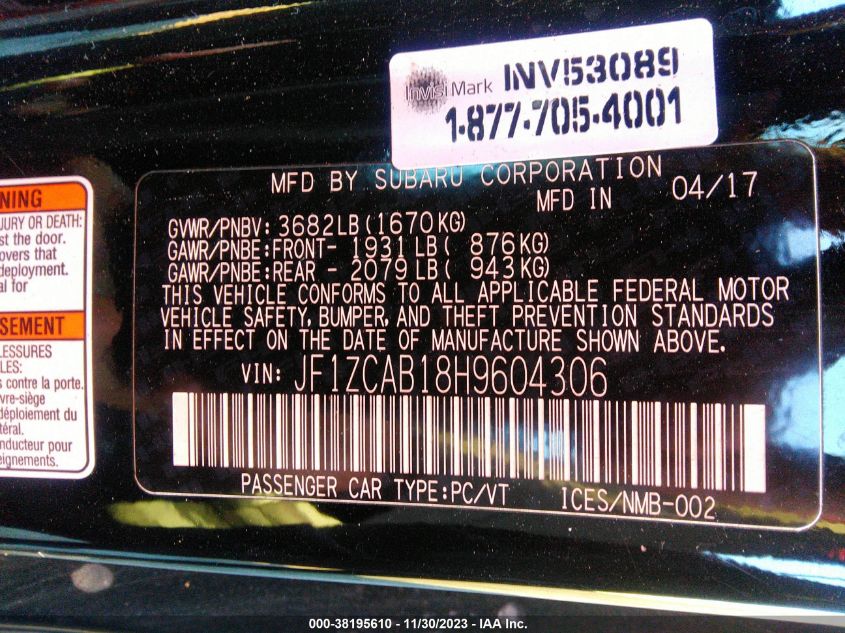 InvisiMark
INV53089
1-877-705-4001
MFD BY SUBARU CORPORATION
MFD IN 04/17
GVWR/PNBV: 3682LB(1670KG)
GAWR/PNBE:FRONT- 1931LB( 876KG)
GAWR/PNBE:REAR - 2079LB( 943KG)
THIS VEHICLE CONFORMS TO ALL APPLICABLE FEDERAL MOTOR
VEHICLE SAFETY, BUMPER, AND THEFT PREVENTION STANDARDS
IN EFFECT ON THE DATE OF MANUFACTURE SHOWN ABOVE.
VIN: JF1ZCAB18H9604306
PASSENGER CAR TYPE:PC/VT ICES/NMB-002
NING
JURY OR DEATH:
st the door.
overs that
deployment.
al for
SEMENT
LESSURES
LES:
s contre la porte.
vre-siège
déploiement du
téral.
nducteur pour
eignements.
000-38195610 - 11/30/2023 - IAA Inc.